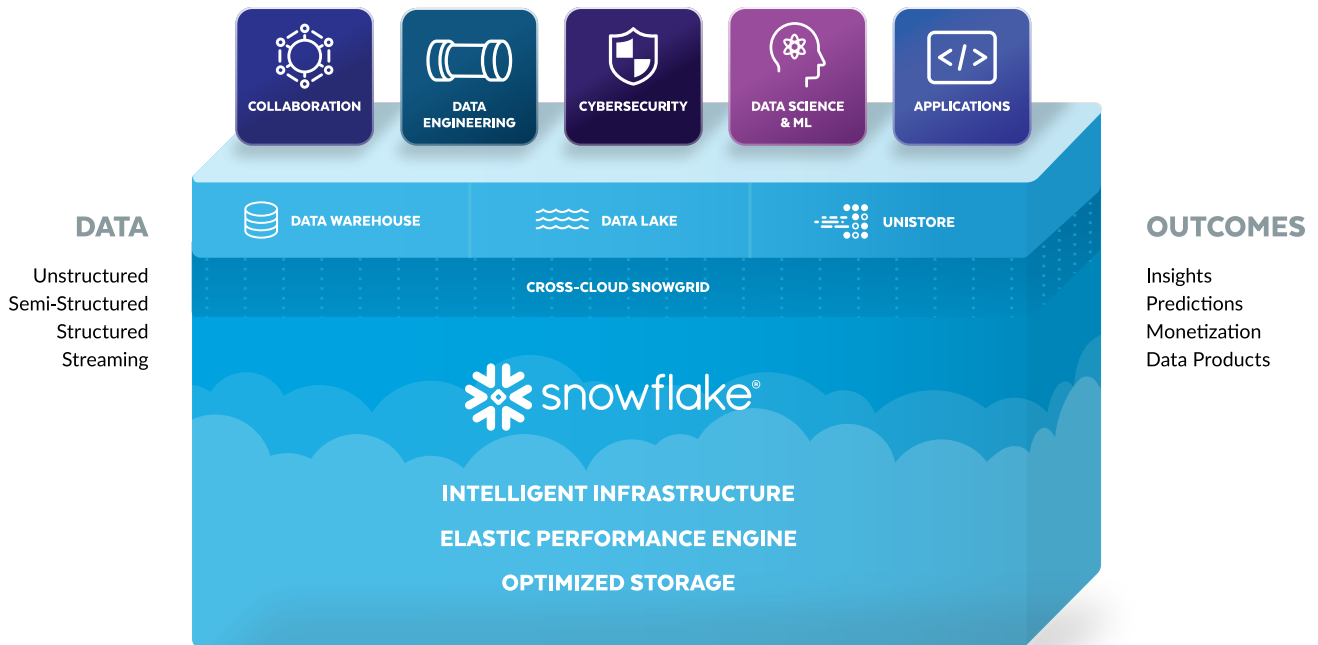 COLLABORATION
DATA
ENGINEERING
CYBERSECURITY
DATA SCIENCE
& ML
APPLICATIONS
</>
DATA WAREHOUSE
DATA LAKE
UNISTORE
CROSS-CLOUD SNOWGRID
DATA
Unstructured
Semi-Structured
Structured
Streaming
snowflake®
INTELLIGENT INFRASTRUCTURE
ELASTIC PERFORMANCE ENGINE
OPTIMIZED STORAGE
OUTCOMES
Insights
Predictions
Monetization
Data Products